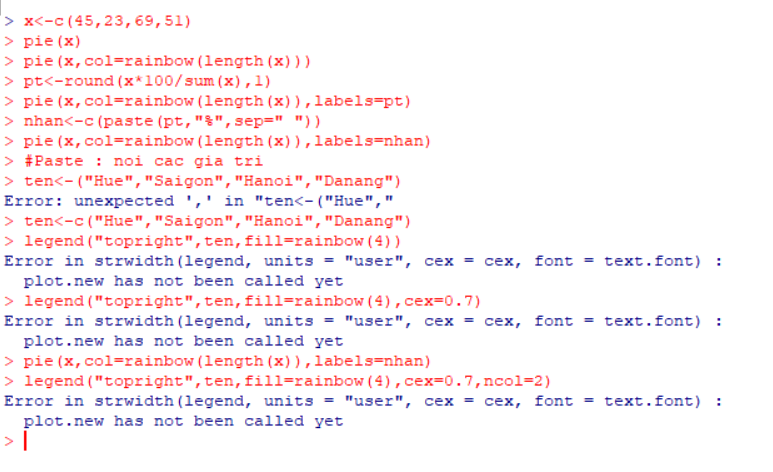 > x<-c(45,23,69,51)
> pie(x)
> pie(x,col=rainbow(length(x)))
> pt<-round(x*100/sum(x),1)
> pie(x,col=rainbow(length(x)),labels=pt)
> nhan<-c(paste(pt,"%",sep=" "))
> pie(x,col=rainbow(length(x)),labels=nhan)
> #Paste : noi cac gia tri
> ten<-("Hue","Saigon","Hanoi","Danang")
Error: unexpected ',' in "ten<-("Hue","
> ten<-c("Hue","Saigon","Hanoi","Danang")
> legend("topright",ten,fill=rainbow(4))
Error in strwidth(legend, units = "user", cex = cex, font = text.font) :
  plot.new has not been called yet
> legend("topright",ten,fill=rainbow(4),cex=0.7)
Error in strwidth(legend, units = "user", cex = cex, font = text.font) :
  plot.new has not been called yet
> pie(x,col=rainbow(length(x)),labels=nhan)
> legend("topright",ten,fill=rainbow(4),cex=0.7,ncol=2)
Error in strwidth(legend, units = "user", cex = cex, font = text.font) :
  plot.new has not been called yet
>